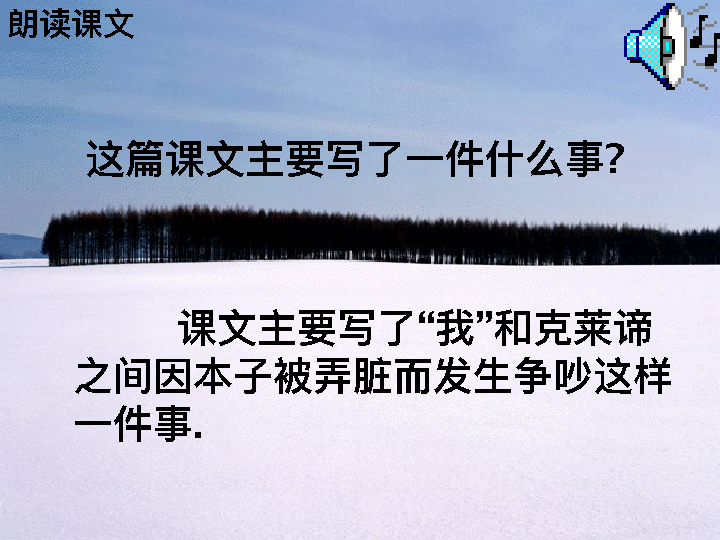 朗读课文
这篇课文主要写了一件什么事?
课文主要写了“我”和克莱谛
之间因本子被弄脏而发生争吵这样
一件事.